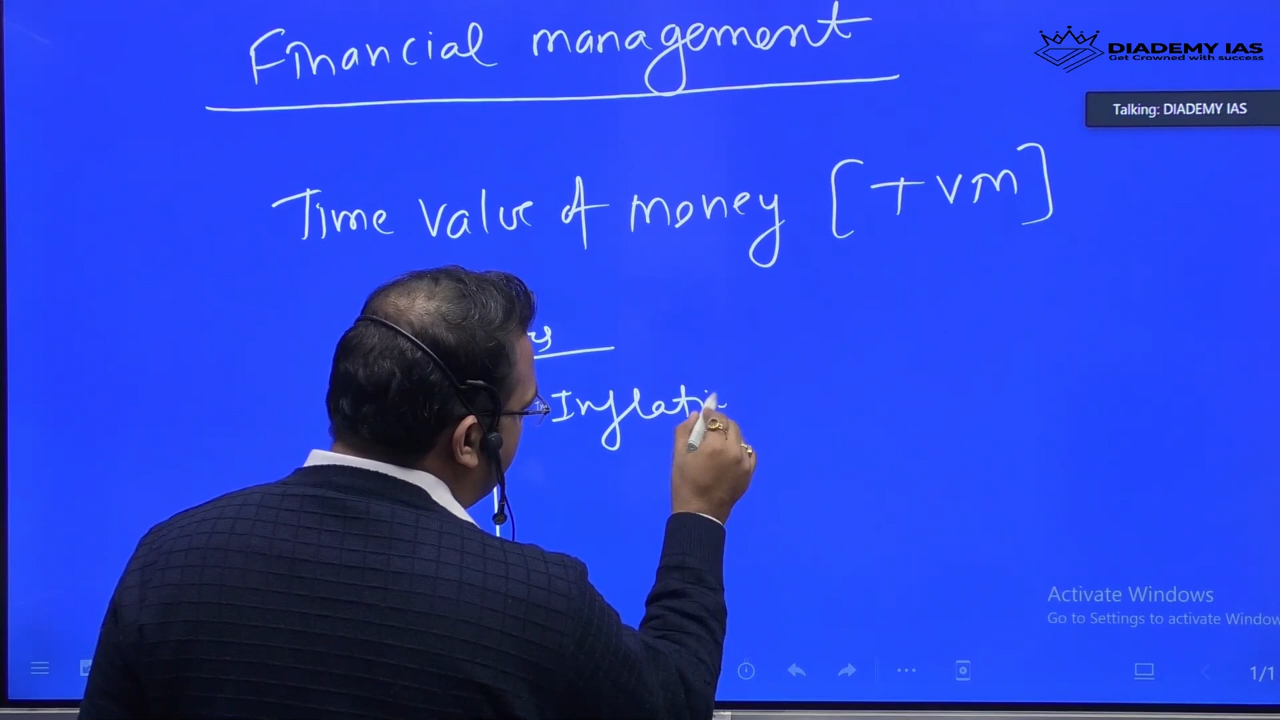 Financial management
DIADEMY IAS
Get Crowned with success
Talking: DIADEMY IAS
Time value of money [TVM]
Inflati
Activate Windows
Go to Settings to activate Window
1/1